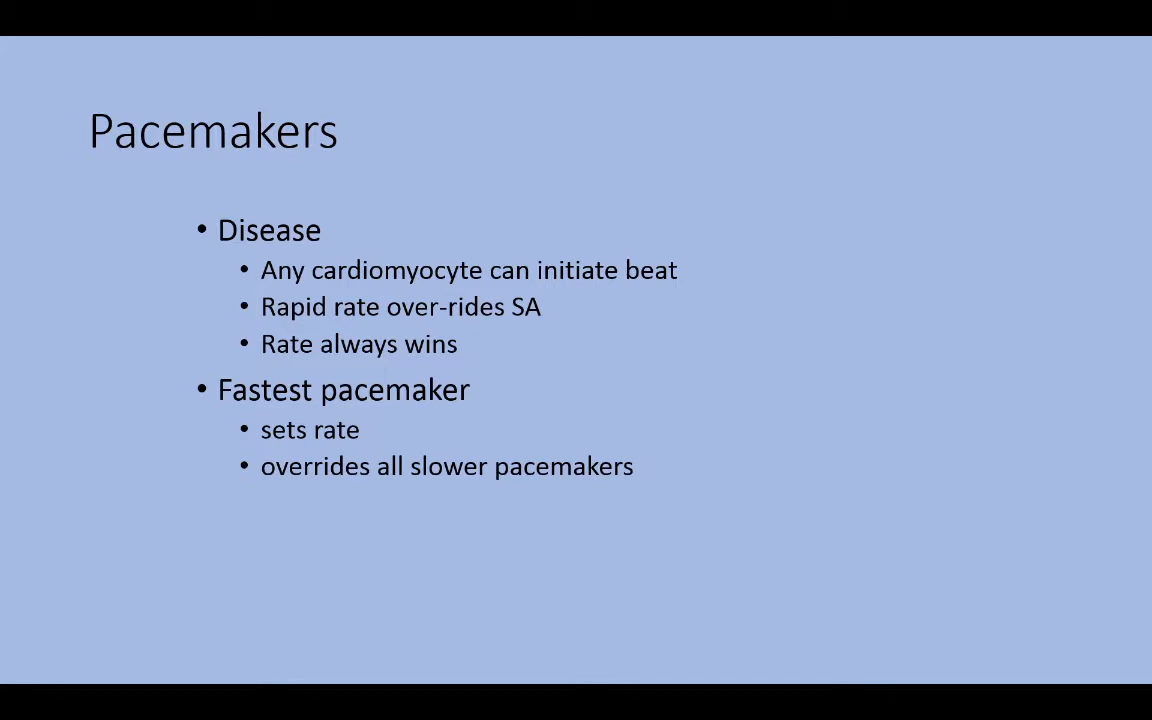 Pacemakers
• Disease
• Any cardiomyocyte can initiate beat
• Rapid rate over-rides SA
• Rate always wins
• Fastest pacemaker
• sets rate
• overrides all slower pacemakers